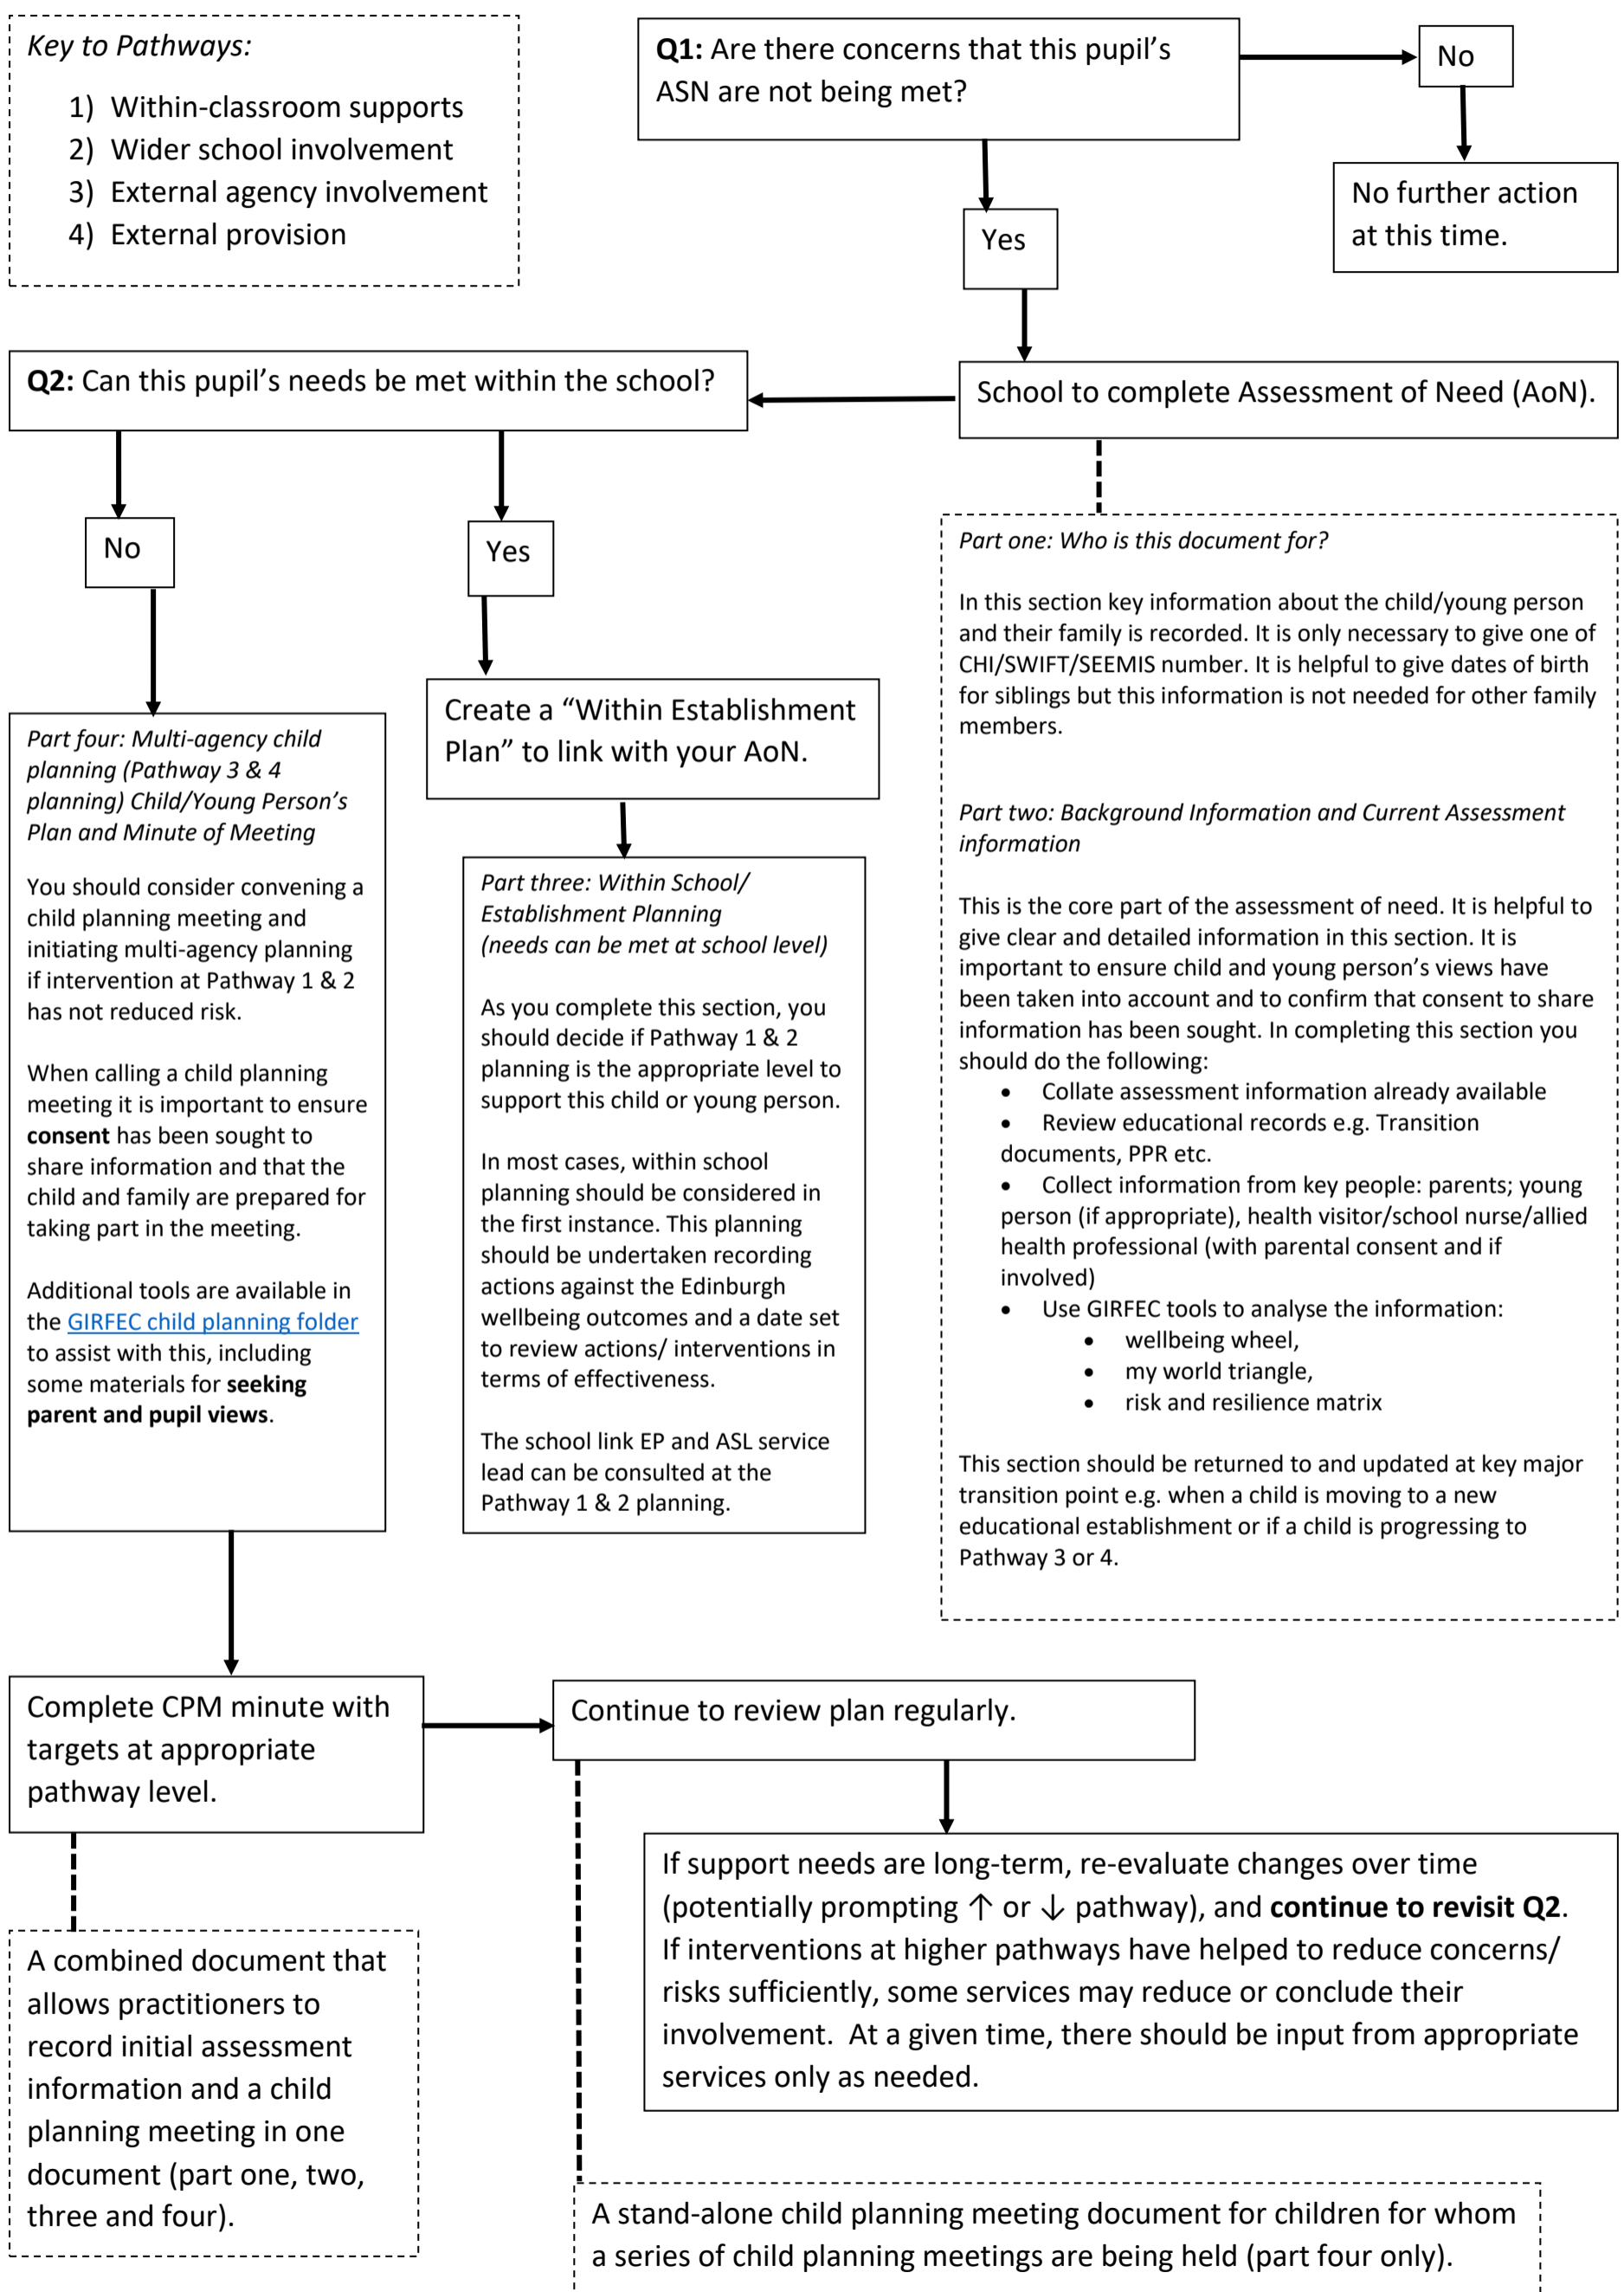 Key to Pathways:
1) Within-classroom supports
2) Wider school involvement
3) External agency involvement
4) External provision
Q1: Are there concerns that this pupil’s
ASN are not being met?
No
No further action
at this time.
Yes
School to complete Assessment of Need (AoN).
Q2: Can this pupil’s needs be met within the school?
No
Yes
Part four: Multi-agency child
planning (Pathway 3 & 4
planning) Child/Young Person’s
Plan and Minute of Meeting
You should consider convening a
child planning meeting and
initiating multi-agency planning
if intervention at Pathway 1 & 2
has not reduced risk.
When calling a child planning
meeting it is important to ensure
consent has been sought to
share information and that the
child and family are prepared for
taking part in the meeting.
Additional tools are available in
the GIRFEC child planning folder
to assist with this, including
some materials for seeking
parent and pupil views.
Create a “Within Establishment
Plan” to link with your AoN.
Part three: Within School/
Establishment Planning
(needs can be met at school level)
As you complete this section, you
should decide if Pathway 1 & 2
planning is the appropriate level to
support this child or young person.
In most cases, within school
planning should be considered in
the first instance. This planning
should be undertaken recording
actions against the Edinburgh
wellbeing outcomes and a date set
to review actions/ interventions in
terms of effectiveness.
The school link EP and ASL service
lead can be consulted at the
Pathway 1 & 2 planning.
Part one: Who is this document for?
In this section key information about the child/young person
and their family is recorded. It is only necessary to give one of
CHI/SWIFT/SEEMIS number. It is helpful to give dates of birth
for siblings but this information is not needed for other family
members.
Part two: Background Information and Current Assessment
information
This is the core part of the assessment of need. It is helpful to
give clear and detailed information in this section. It is
important to ensure child and young person’s views have
been taken into account and to confirm that consent to share
information has been sought. In completing this section you
should do the following:
• Collate assessment information already available
• Review educational records e.g. Transition
documents, PPR etc.
• Collect information from key people: parents; young
person (if appropriate), health visitor/school nurse/allied
health professional (with parental consent and if
involved)
• Use GIRFEC tools to analyse the information:
• wellbeing wheel,
• my world triangle,
• risk and resilience matrix
This section should be returned to and updated at key major
transition point e.g. when a child is moving to a new
educational establishment or if a child is progressing to
Pathway 3 or 4.
Complete CPM minute with
targets at appropriate
pathway level.
Continue to review plan regularly.
If support needs are long-term, re-evaluate changes over time
(potentially prompting ↑ or ↓ pathway), and continue to revisit Q2.
If interventions at higher pathways have helped to reduce concerns/
risks sufficiently, some services may reduce or conclude their
involvement.  At a given time, there should be input from appropriate
services only as needed.
A combined document that
allows practitioners to
record initial assessment
information and a child
planning meeting in one
document (part one, two,
three and four).
A stand-alone child planning meeting document for children for whom
a series of child planning meetings are being held (part four only).